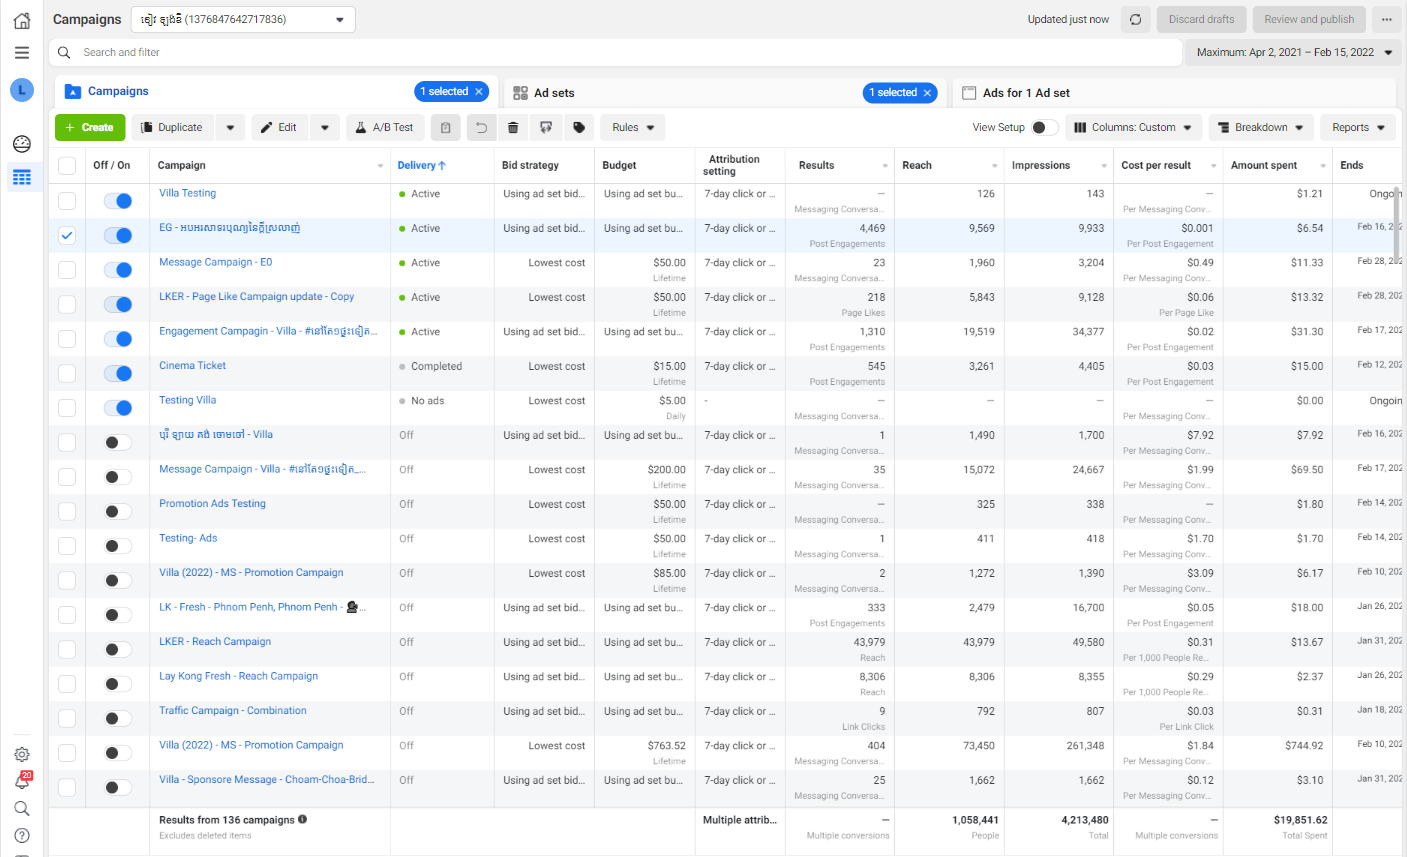 Campaigns
(1376847642717836)
Updated just now
Discard drafts
Review and publish
L
Search and filter
Maximum: Apr 2, 2021 – Feb 15, 2022
Campaigns
1 selected
Ad sets
1 selected
Ads for 1 Ad set
+ Create
Duplicate
Edit
A/B Test
Rules
View Setup
Columns: Custom
Breakdown
Reports
Off / On Campaign Delivery ↑ Bid strategy Budget Attribution setting Results Reach Impressions Cost per result Amount spent Ends
Villa Testing Active Using ad set bid... Using ad set bu... 7-day click or ... — 126 143 — $1.21 Ongoin
Messaging Conversa... Per Messaging Conv...
EG - អបអរសាទរបុណ្យនៃក្ដីស្រលាញ់ Active Using ad set bid... Using ad set bu... 7-day click or ... 4,469 9,569 9,933 $0.001 $6.54 Feb 16, 202
Post Engagements Per Post Engagement
Message Campaign - E0 Active Lowest cost $50.00 7-day click or ... 23 1,960 3,204 $0.49 $11.33 Feb 28, 202
Lifetime Messaging Conversa... Per Messaging Conv...
LKER - Page Like Campaign update - Copy Active Lowest cost $50.00 7-day click or ... 218 5,843 9,128 $0.06 $13.32 Feb 28, 202
Lifetime Page Likes Per Page Like
Engagement Campagin - Villa - #នៅតែ១ផ្ទះទៀត... Active Using ad set bid... Using ad set bu... 7-day click or ... 1,310 19,519 34,377 $0.02 $31.30 Feb 17, 202
Post Engagements Per Post Engagement
Cinema Ticket Completed Lowest cost $15.00 7-day click or ... 545 3,261 4,405 $0.03 $15.00 Feb 12, 202
Lifetime Post Engagements Per Post Engagement
Testing Villa No ads Lowest cost $5.00 - — — — — $0.00 Ongoin
Daily Messaging Conversa... Per Messaging Conv...
បុរី ឡាយ គង់ ចោមចៅ - Villa Off Using ad set bid... Using ad set bu... 7-day click or ... 1 1,490 1,700 $7.92 $7.92 Feb 16, 202
Messaging Conversa... Per Messaging Conv...
Message Campaign - Villa - #នៅតែ១ផ្ទះទៀត_... Off Lowest cost $200.00 7-day click or ... 35 15,072 24,667 $1.99 $69.50 Feb 17, 202
Lifetime Messaging Conversa... Per Messaging Conv...
Promotion Ads Testing Off Lowest cost $50.00 7-day click or ... — 325 338 — $1.80 Feb 14, 202
Lifetime Messaging Conversa... Per Messaging Conv...
Testing- Ads Off Lowest cost $50.00 7-day click or ... 1 411 418 $1.70 $1.70 Feb 14, 202
Lifetime Messaging Conversa... Per Messaging Conv...
Villa (2022) - MS - Promotion Campaign Off Lowest cost $85.00 7-day click or ... 2 1,272 1,390 $3.09 $6.17 Feb 10, 202
Lifetime Messaging Conversa... Per Messaging Conv...
LK - Fresh - Phnom Penh, Phnom Penh - ... Off Using ad set bid... Using ad set bu... 7-day click or ... 333 2,479 16,700 $0.05 $18.00 Jan 26, 202
Post Engagements Per Post Engagement
LKER - Reach Campaign Off Using ad set bid... Using ad set bu... 7-day click or ... 43,979 43,979 49,580 $0.31 $13.67 Jan 31, 202
Reach Per 1,000 People Re...
Lay Kong Fresh - Reach Campaign Off Using ad set bid... Using ad set bu... 7-day click or ... 8,306 8,306 8,355 $0.29 $2.37 Jan 26, 202
Reach Per 1,000 People Re...
Traffic Campaign - Combination Off Using ad set bid... Using ad set bu... 7-day click or ... 9 792 807 $0.03 $0.31 Jan 18, 202
Link Clicks Per Link Click
Villa (2022) - MS - Promotion Campaign Off Lowest cost $763.52 7-day click or ... 404 73,450 261,348 $1.84 $744.92 Feb 10, 202
Lifetime Messaging Conversa... Per Messaging Conv...
Villa - Sponsore Message - Choam-Choa-Brid... Off Using ad set bid... Using ad set bu... 7-day click or ... 25 1,662 1,662 $0.12 $3.10 Jan 31, 202
Messaging Conversa... Per Messaging Conv...
20
Results from 136 campaigns Multiple attrib... — 1,058,441 4,213,480 — $19,851.62
Excludes deleted items Multiple conversions People Total Multiple conversions Total Spent